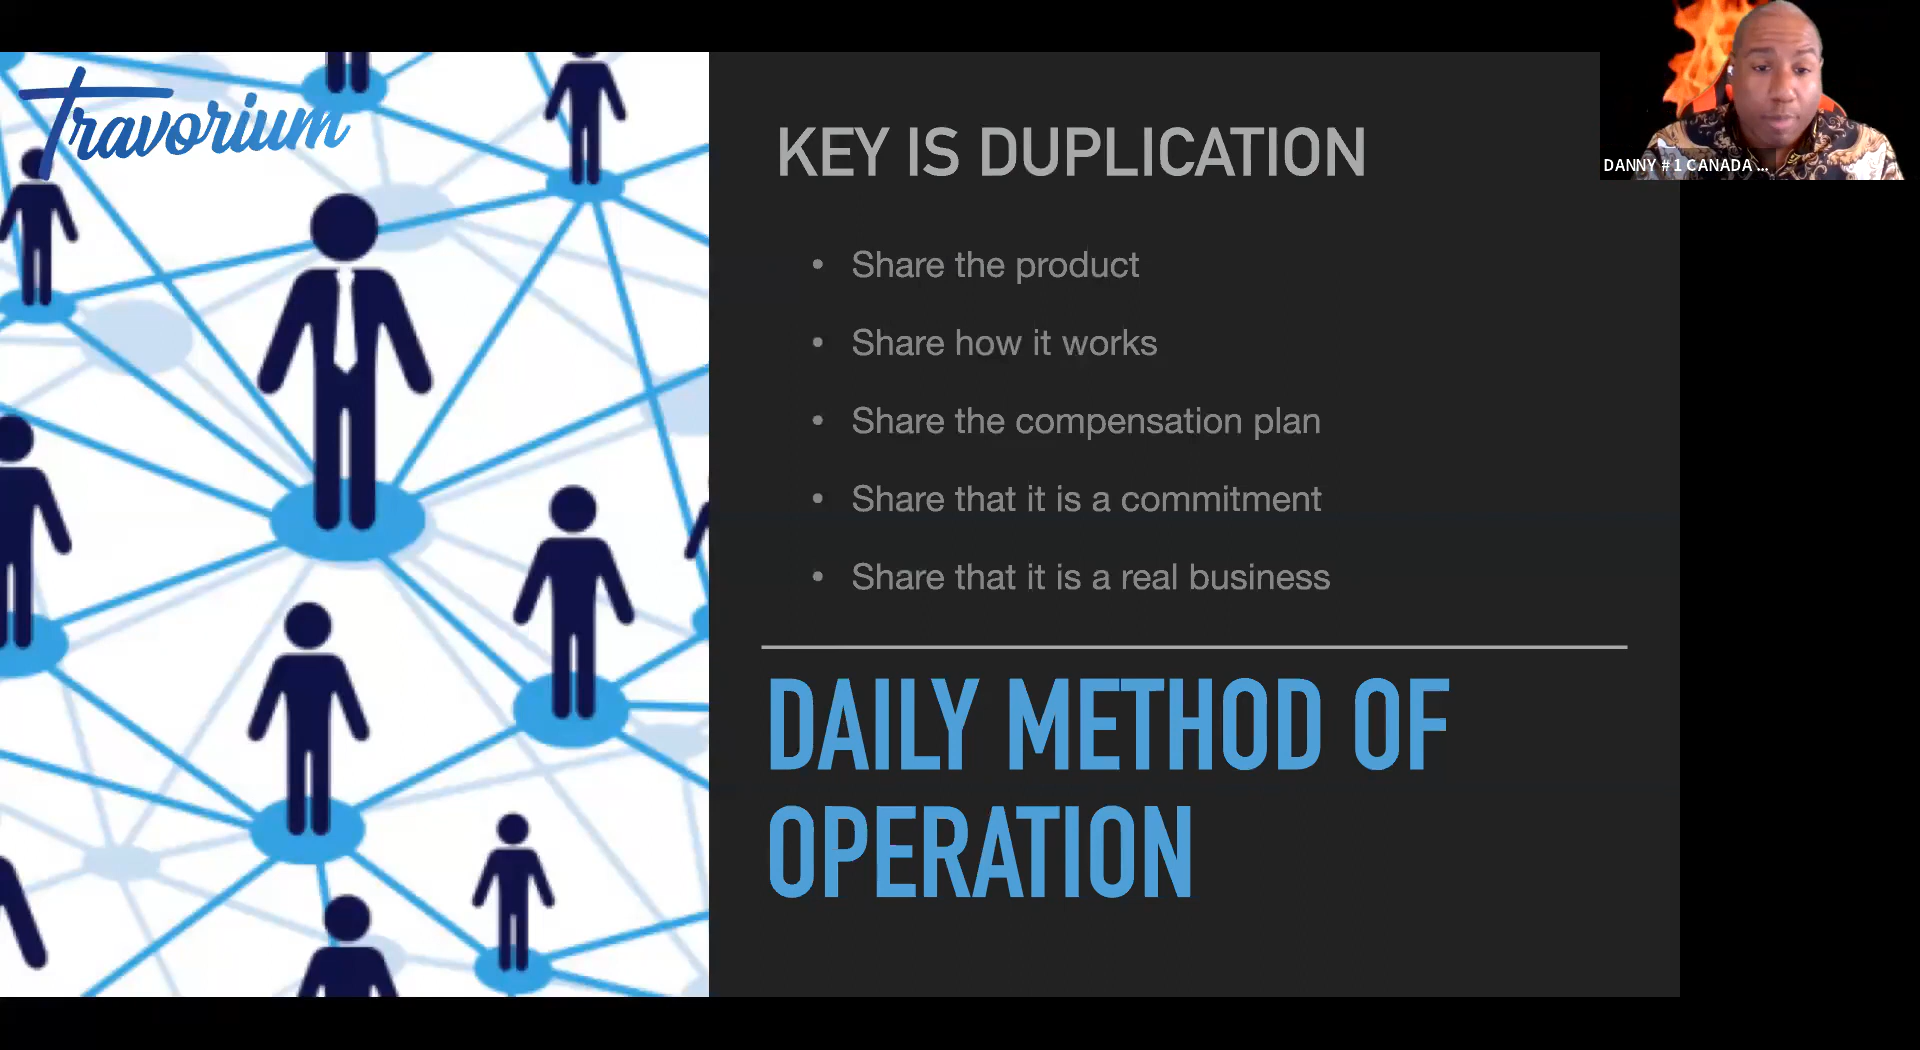 Travorium
KEY IS DUPLICATION
• Share the product
• Share how it works
• Share the compensation plan
• Share that it is a commitment
• Share that it is a real business
DAILY METHOD OF
OPERATION
DANNY #1 CANADA ...